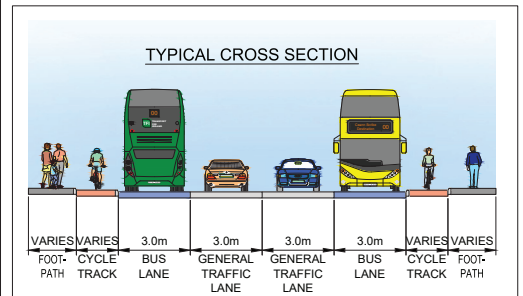 TYPICAL CROSS SECTION
VARIES VARIES 3.0m 3.0m 3.0m 3.0m VARIES VARIES
FOOT- CYCLE BUS GENERAL GENERAL BUS CYCLE FOOT-
PATH TRACK LANE TRAFFIC TRAFFIC LANE TRACK PATH
LANE LANE